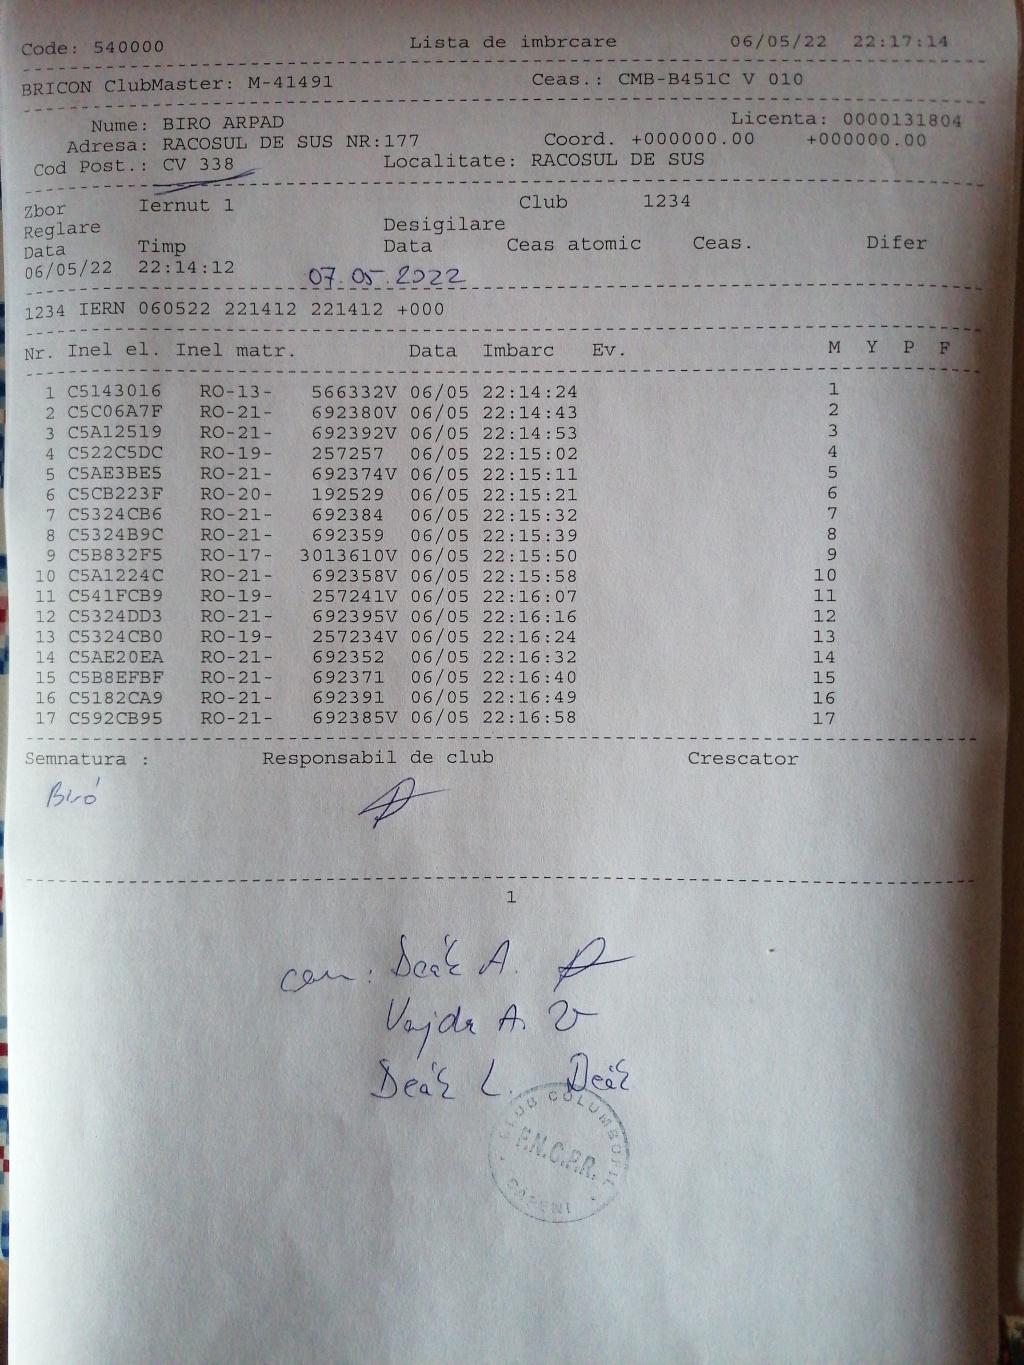 Code: 540000 Lista de imbrcare 06/05/22 22:17:14
BRICON ClubMaster: M-41491 Ceas.: CMB-B451C V 010
Nume: BIRO ARPAD Licenta: 0000131804
Adresa: RACOSUL DE SUS NR:177 Coord. +000000.00 +000000.00
Cod Post.: CV 338 Localitate: RACOSUL DE SUS
Zbor Iernut 1 Club 1234
Reglare Desigilare
Data Timp Data Ceas atomic Ceas. Difer
06/05/22 22:14:12 07.05.2022
1234 IERN 060522 221412 221412 +000
Nr. Inel el. Inel matr. Data Imbarc Ev. M Y P F
1 C5143016 RO-13- 566332V 06/05 22:14:24 1
2 C5C06A7F RO-21- 692380V 06/05 22:14:43 2
3 C5A12519 RO-21- 692392V 06/05 22:14:53 3
4 C522C5DC RO-19- 257257 06/05 22:15:02 4
5 C5AE3BE5 RO-21- 692374V 06/05 22:15:11 5
6 C5CB223F RO-20- 192529 06/05 22:15:21 6
7 C5324CB6 RO-21- 692384 06/05 22:15:32 7
8 C5324B9C RO-21- 692359 06/05 22:15:39 8
9 C5B832F5 RO-17- 3013610V 06/05 22:15:50 9
10 C5A1224C RO-21- 692358V 06/05 22:15:58 10
11 C541FCB9 RO-19- 257241V 06/05 22:16:07 11
12 C5324DD3 RO-21- 692395V 06/05 22:16:16 12
13 C5324CB0 RO-19- 257234V 06/05 22:16:24 13
14 C5AE20EA RO-21- 692352 06/05 22:16:32 14
15 C5B8EFBF RO-21- 692371 06/05 22:16:40 15
16 C5182CA9 RO-21- 692391 06/05 22:16:49 16
17 C592CB95 RO-21- 692385V 06/05 22:16:58 17
Semnatura : Responsabil de club Crescator
Biró
1
Deák A.
Vajda A.
Deák L. Deák
CLUB COLUMBOFIL
F.N.C.P.R.
CAPENI